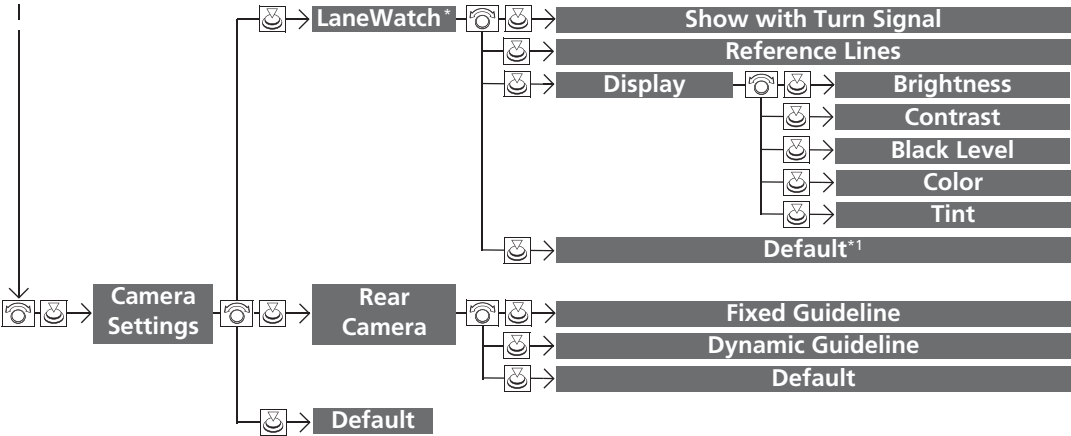 LaneWatch*
Show with Turn Signal
Reference Lines
Display
Brightness
Contrast
Black Level
Color
Tint
Default*1
Camera
Settings
Rear
Camera
Fixed Guideline
Dynamic Guideline
Default
Default